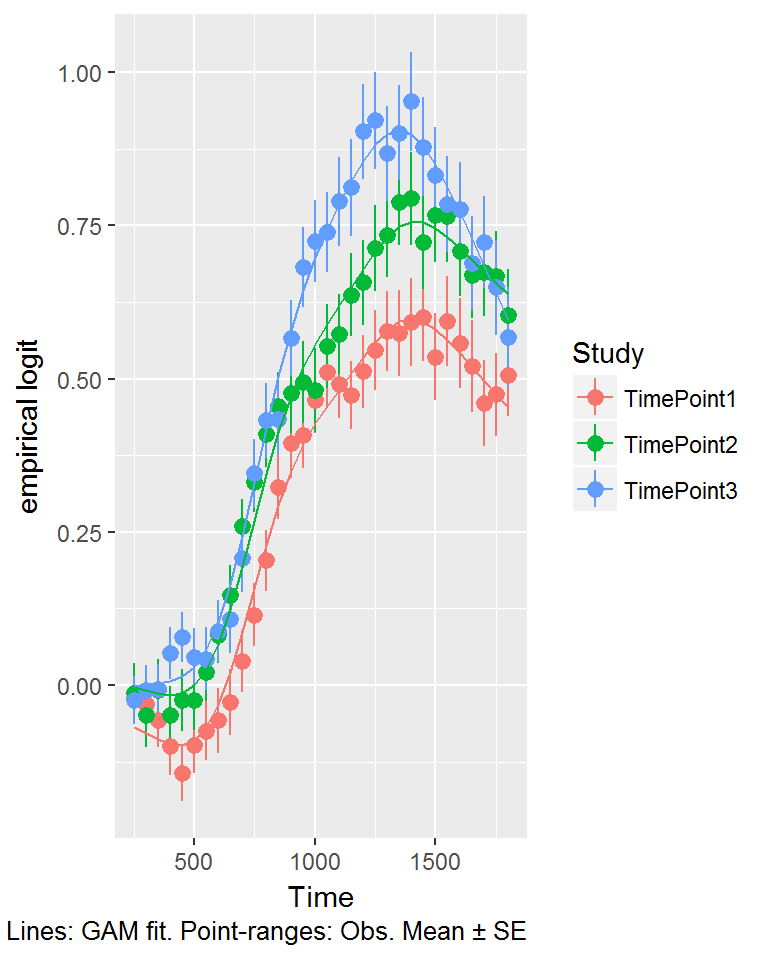 1.00
0.75
0.50
0.25
0.00
empirical logit
500 1000 1500
Time
Lines: GAM fit. Point-ranges: Obs. Mean ± SE
Study
TimePoint1
TimePoint2
TimePoint3